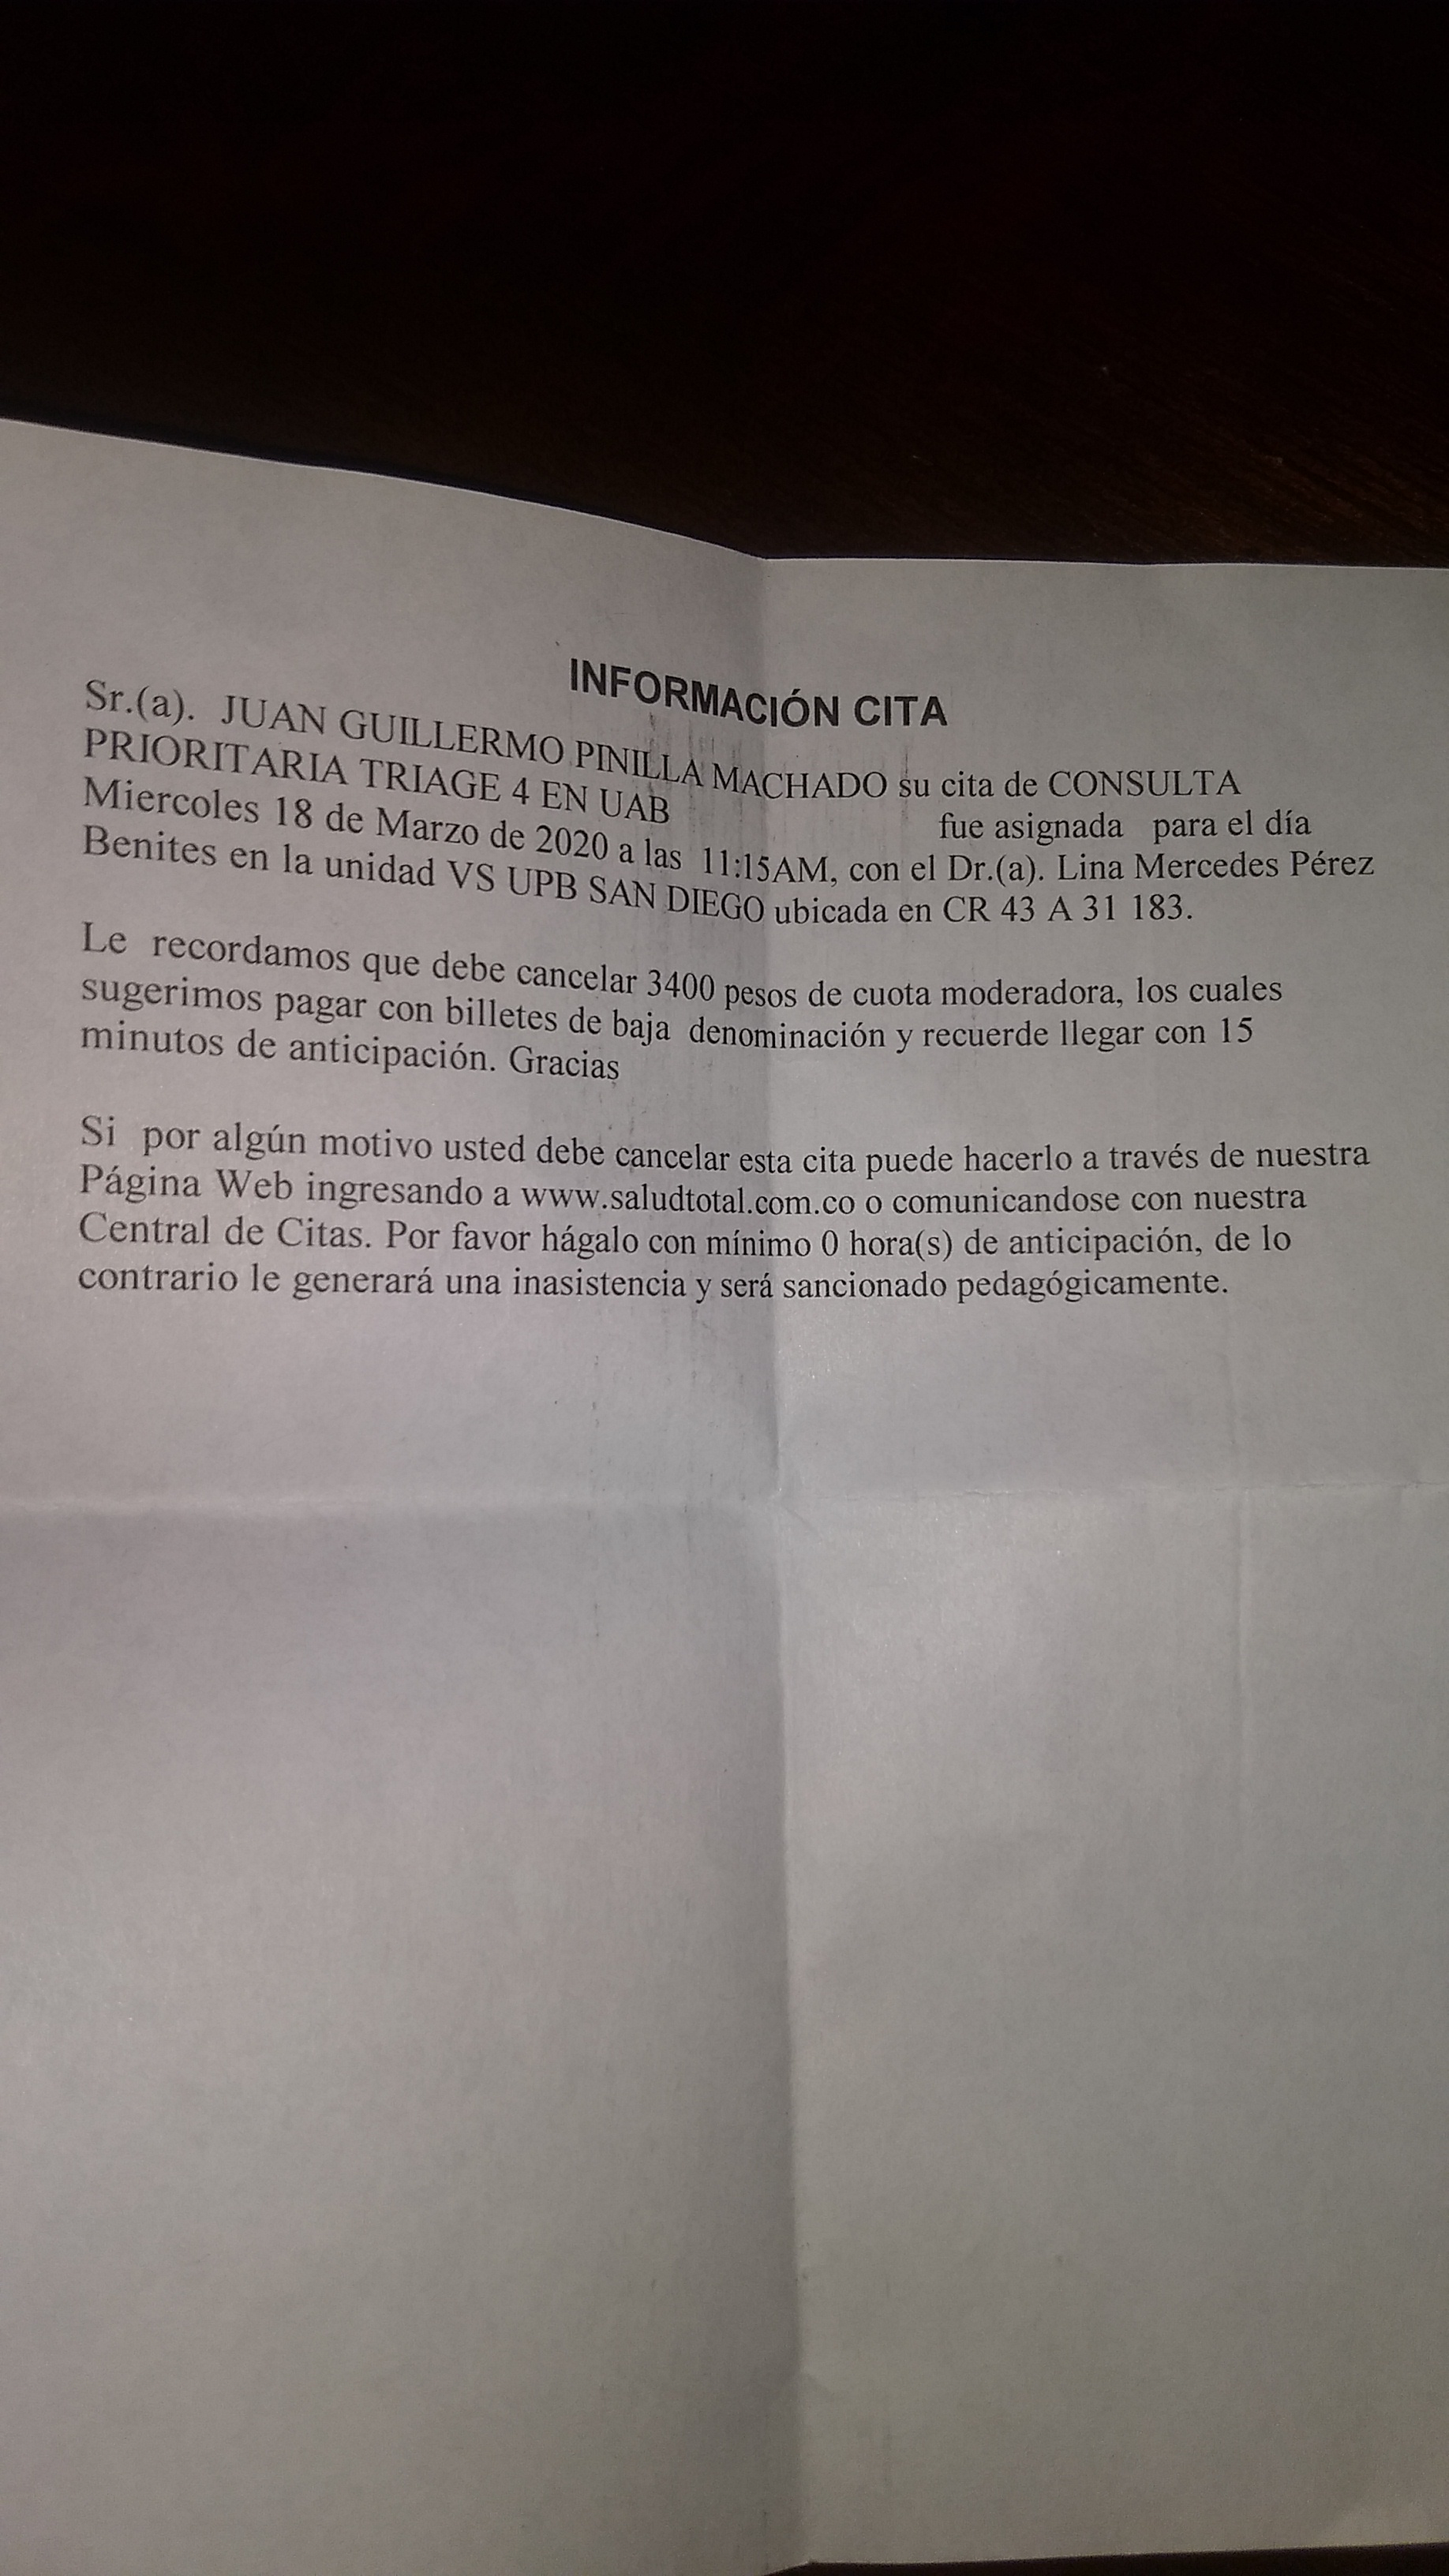 INFORMACIÓN CITA
Sr.(a). JUAN GUILLERMO PINILLA MACHADO su cita de CONSULTA
PRIORITARIA TRIAGE 4 EN UAB fue asignada para el día
Miercoles 18 de Marzo de 2020 a las 11:15AM, con el Dr.(a). Lina Mercedes Pérez
Benites en la unidad VS UPB SAN DIEGO ubicada en CR 43 A 31 183.
Le recordamos que debe cancelar 3400 pesos de cuota moderadora, los cuales
sugerimos pagar con billetes de baja denominación y recuerde llegar con 15
minutos de anticipación. Gracias
Si por algún motivo usted debe cancelar esta cita puede hacerlo a través de nuestra
Página Web ingresando a www.saludtotal.com.co o comunicandose con nuestra
Central de Citas. Por favor hágalo con mínimo 0 hora(s) de anticipación, de lo
contrario le generará una inasistencia y será sancionado pedagógicamente.